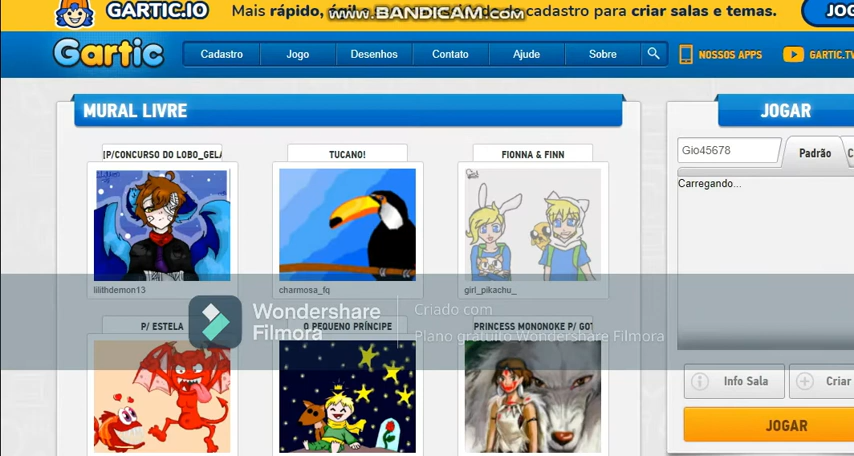 GARTIC.IO
Mais rápido, cadastro para criar salas e temas.
www.BANDICAM.com
JOG
Gartic
Cadastro
Jogo
Desenhos
Contato
Ajude
Sobre
NOSSOS APPS
GARTIC.TV
MURAL LIVRE
JOGAR
[P/CONCURSO DO LOBO_GELA
TUCANO!
FIONNA & FINN
Gio45678
Padrão
C
Carregando...
lilithdemon13
charmosa_fq
girl_pikachu_
Wondershare
Filmora
Criado com
Plano gratuito Wondershare Filmora
P/ ESTELA
O PEQUENO PRÍNCIPE
PRINCESS MONONOKE P/ GOT
Info Sala
Criar
JOGAR